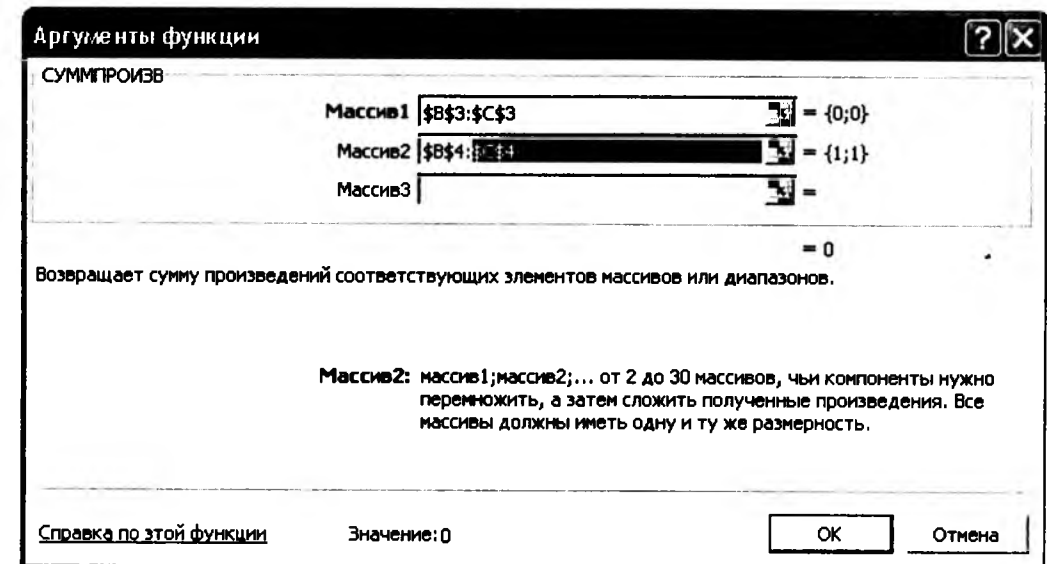 Аргументы функции
СУММПРОИЗВ
Массив1 $B$3:$C$3 = {0;0}
Массив2 $B$4:$C$4 = {1;1}
Массив3 =
= 0
Возвращает сумму произведений соответствующих элементов массивов или диапазонов.
Массив2: массив1;массив2;... от 2 до 30 массивов, чьи компоненты нужно
перемножить, а затем сложить полученные произведения. Все
массивы должны иметь одну и ту же размерность.
Справка по этой функции Значение:0 ОК Отмена